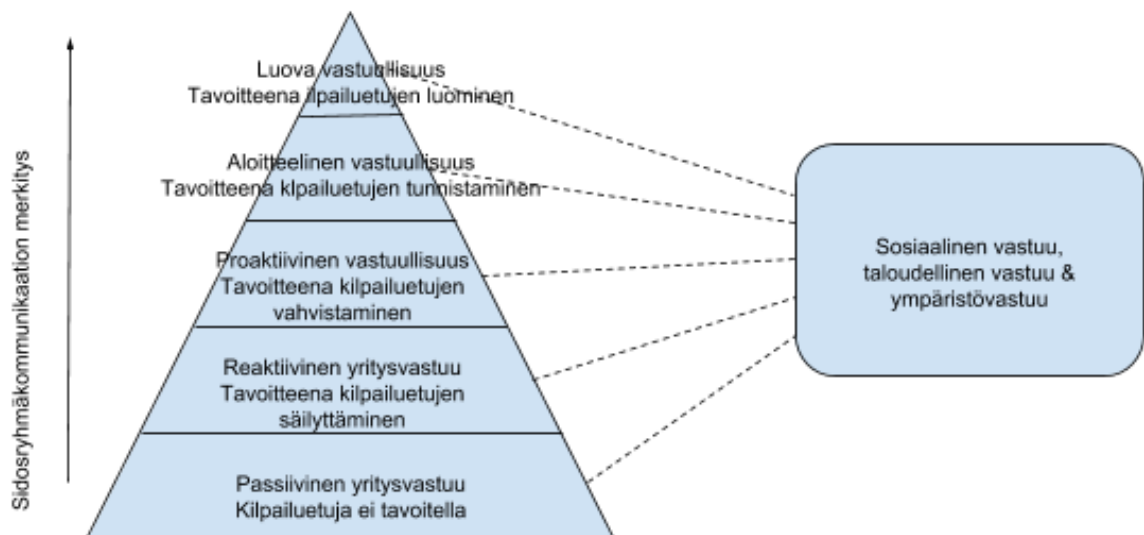 Luova vastuullisuus
Tavoitteena ilpailuetujen luominen
Aloitteelinen vastuullisuus
Tavoitteena klpailuetujen tunnistaminen
Proaktiivinen vastuullisuus
Tavoitteena kilpailuetujen
vahvistaminen
Reaktiivinen yritysvastuu
Tavoitteena kilpailuetujen
säilyttäminen
Passiivinen yritysvastuu
Kilpailuetuja ei tavoitella
Sidosryhmäkommunikaation merkitys
Sosiaalinen vastuu,
taloudellinen vastuu &
ympäristövastuu